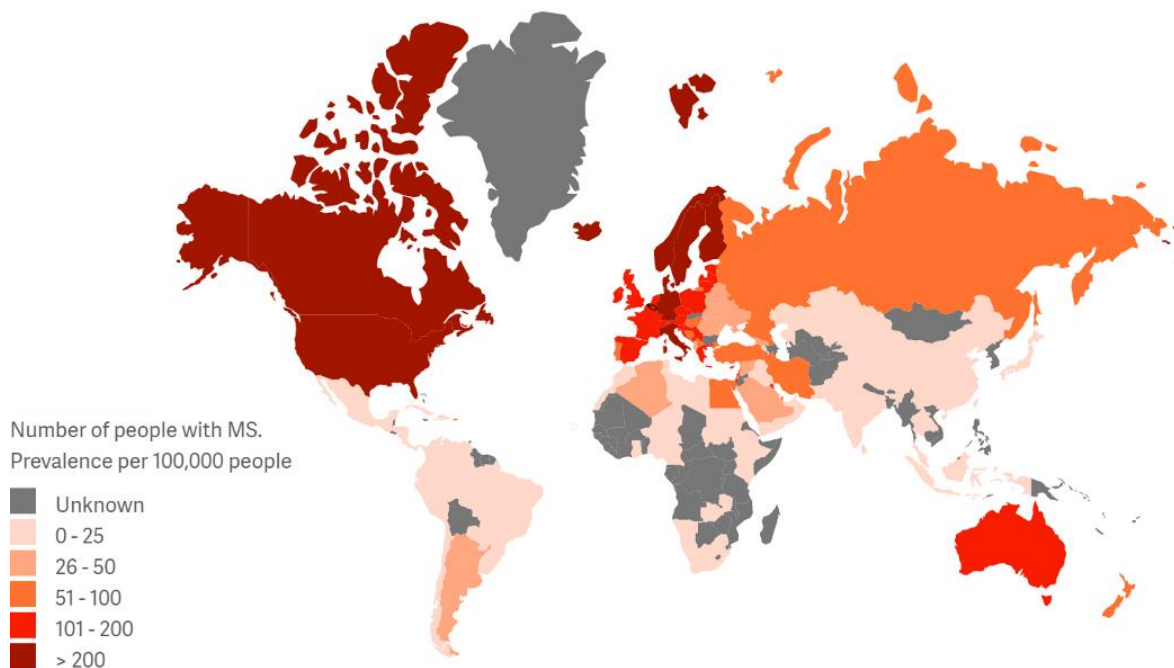 Number of people with MS.
Prevalence per 100,000 people
Unknown
0 - 25
26 - 50
51 - 100
101 - 200
> 200